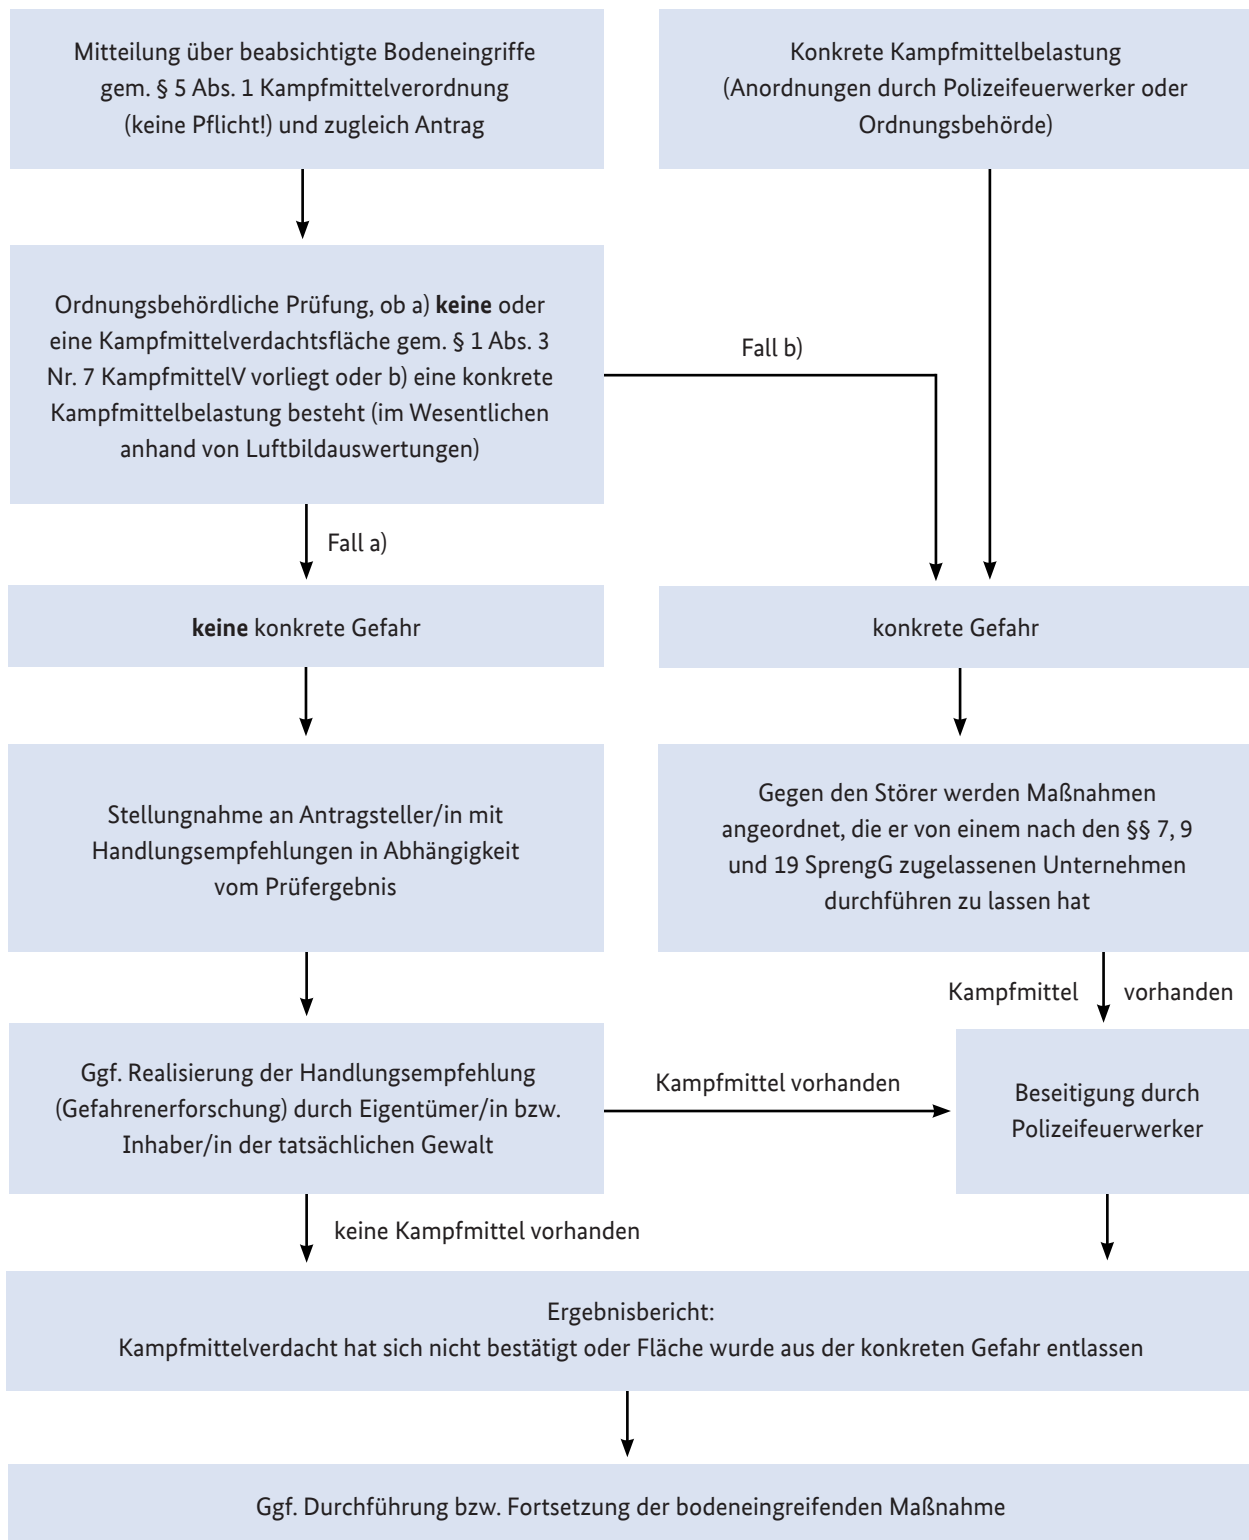 Mitteilung über beabsichtigte Bodeneingriffe
gem. § 5 Abs. 1 Kampfmittelverordnung
(keine Pflicht!) und zugleich Antrag
Konkrete Kampfmittelbelastung
(Anordnungen durch Polizeifeuerwerker oder
Ordnungsbehörde)
Ordnungsbehördliche Prüfung, ob a) keine oder
eine Kampfmittelverdachtsfläche gem. § 1 Abs. 3
Nr. 7 KampfmittelV vorliegt oder b) eine konkrete
Kampfmittelbelastung besteht (im Wesentlichen
anhand von Luftbildauswertungen)
Fall b)
Fall a)
keine konkrete Gefahr
konkrete Gefahr
Stellungnahme an Antragsteller/in mit
Handlungsempfehlungen in Abhängigkeit
vom Prüfergebnis
Gegen den Störer werden Maßnahmen
angeordnet, die er von einem nach den §§ 7, 9
und 19 SprengG zugelassenen Unternehmen
durchführen zu lassen hat
Kampfmittel vorhanden
Ggf. Realisierung der Handlungsempfehlung
(Gefahrenerforschung) durch Eigentümer/in bzw.
Inhaber/in der tatsächlichen Gewalt
Kampfmittel vorhanden
Beseitigung durch
Polizeifeuerwerker
keine Kampfmittel vorhanden
Ergebnisbericht:
Kampfmittelverdacht hat sich nicht bestätigt oder Fläche wurde aus der konkreten Gefahr entlassen
Ggf. Durchführung bzw. Fortsetzung der bodeneingreifenden Maßnahme